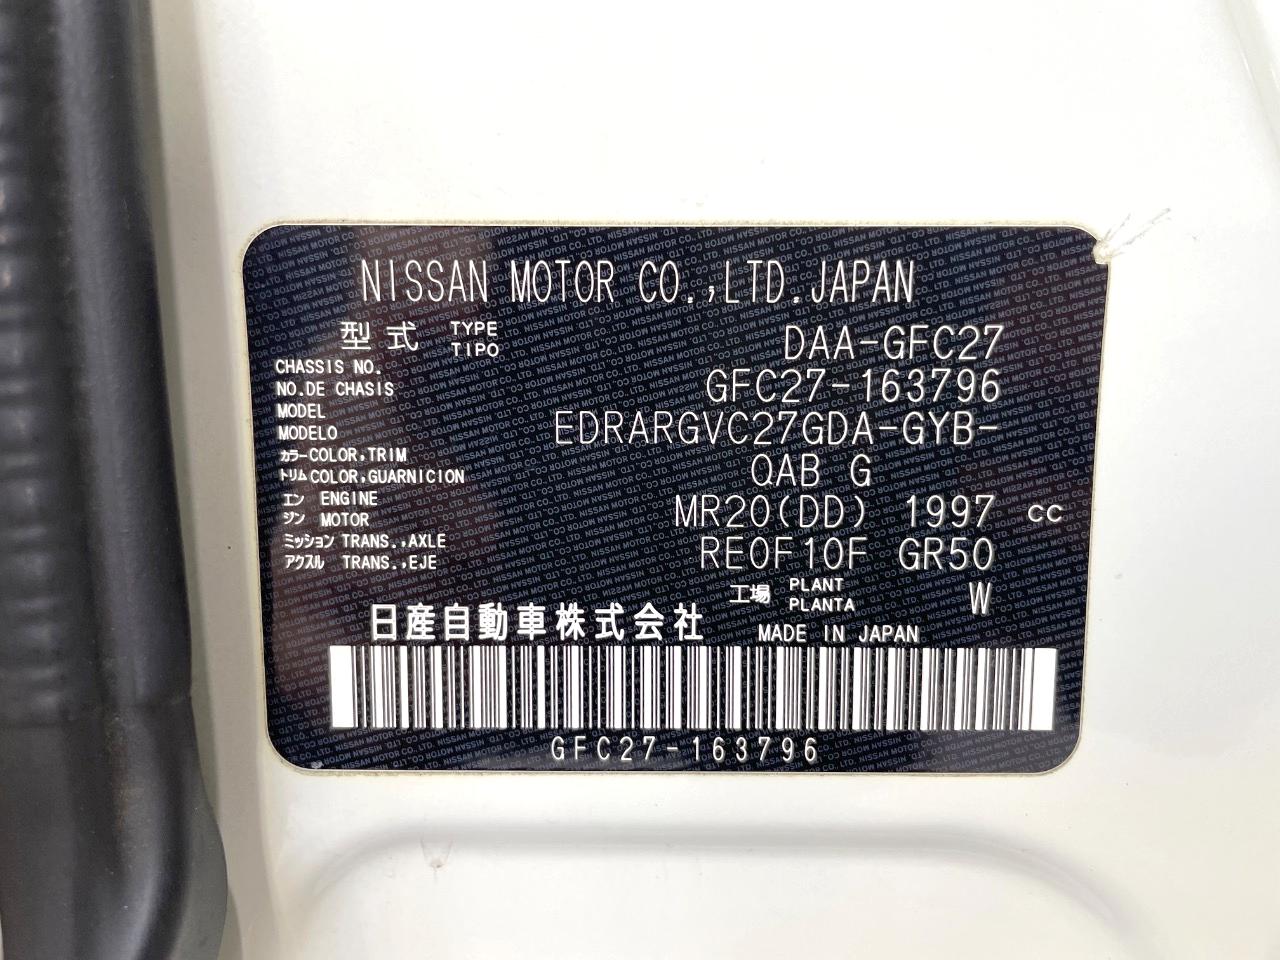 NISSAN MOTOR CO.,LTD.JAPAN
型式 TYPE TIPO DAA-GFC27
CHASSIS NO.
NO.DE CHASIS GFC27-163796
MODEL
MODELO EDRARGVC27GDA-GYB-
カラー COLOR,TRIM
トリム COLOR,GUARNICION QAB G
エン ENGINE
ジン MOTOR MR20(DD) 1997 cc
ミッション TRANS.,AXLE
アクスル TRANS.,EJE RE0F10F GR50
工場 PLANT PLANTA W
日産自動車株式会社 MADE IN JAPAN
GFC27-163796